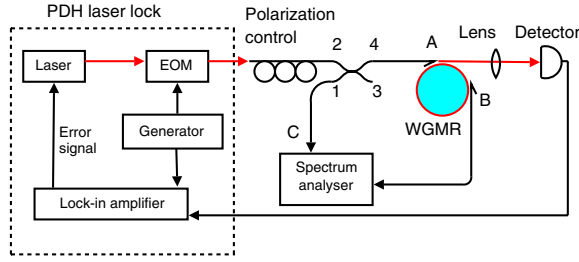 PDH laser lock
Polarization
control
Lens
Detector
Laser
EOM
2
4
A
1
3
B
WGMR
C
Error
signal
Generator
Spectrum
analyser
Lock-in amplifier